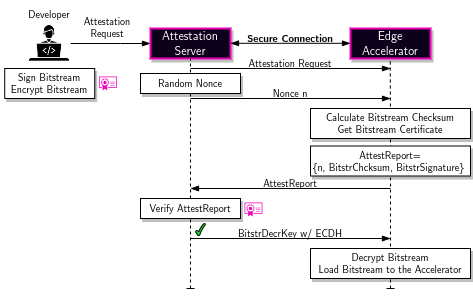 Developer
Attestation
Request
Attestation
Server
Secure Connection
Edge
Accelerator
Attestation Request
Sign Bitstream
Encrypt Bitstream
Random Nonce
Nonce n
Calculate Bitstream Checksum
Get Bitstream Certificate
AttestReport=
{n, BitstrChcksum, BitstrSignature}
AttestReport
Verify AttestReport
BitstrDecrKey w/ ECDH
Decrypt Bitstream
Load Bitstream to the Accelerator